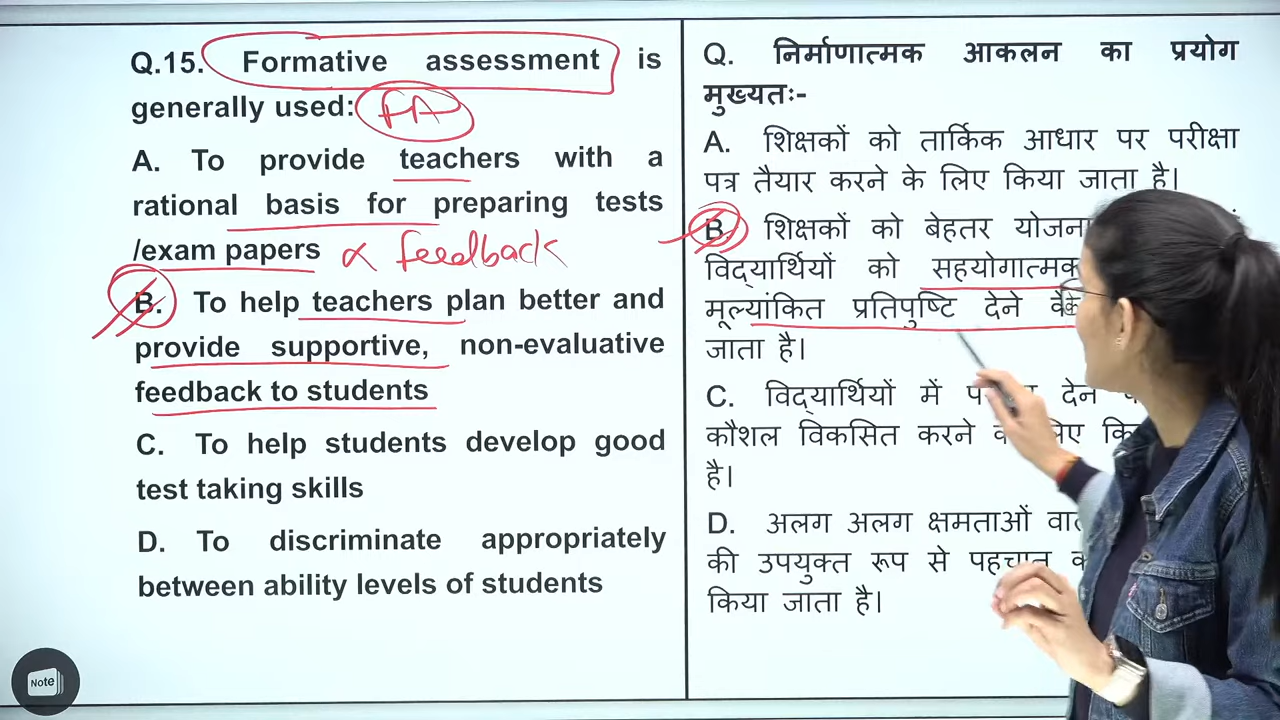 Q.15. Formative assessment is
generally used: FA
A. To provide teachers with a
rational basis for preparing tests
/exam papers ∝ feedback
B. To help teachers plan better and
provide supportive, non-evaluative
feedback to students
C. To help students develop good
test taking skills
D. To discriminate appropriately
between ability levels of students
Q. निर्माणात्मक आकलन का प्रयोग
मुख्यतः-
A. शिक्षकों को तार्किक आधार पर परीक्षा
पत्र तैयार करने के लिए किया जाता है।
B. शिक्षकों को बेहतर योजना
विद्यार्थियों को सहयोगात्मक
मूल्यांकित प्रतिपुष्टि देने के
जाता है।
C. विद्यार्थियों में देने
कौशल विकसित करने के लिए
है।
D. अलग अलग क्षमताओं
की उपयुक्त रूप से पहचान
किया जाता है।
Note